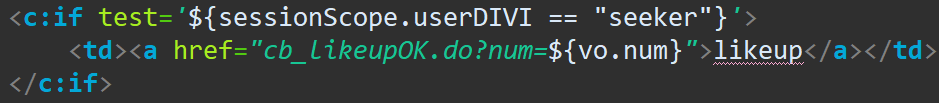 <c:if test='${sessionScope.userDIVI == "seeker"}'>
<td><a href="cb_likeupOK.do?num=${vo.num}">likeup</a></td>
</c:if>